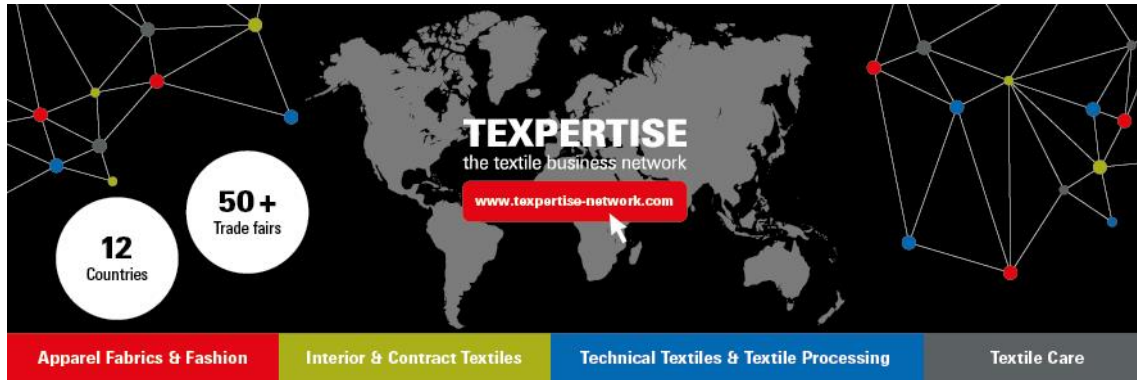 TEXPERTISE
the textile business network
www.texpertise-network.com
50+
Trade fairs
12
Countries
Apparel Fabrics & Fashion
Interior & Contract Textiles
Technical Textiles & Textile Processing
Textile Care